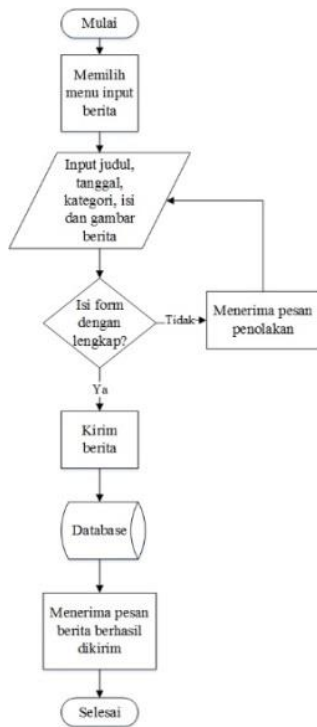 Mulai
Memilih
menu input
berita
Input judul,
tanggal,
kategori, isi
dan gambar
berita
Isi form
dengan
lengkap?
Tidak
Menerima pesan
penolakan
Ya
Kirim
berita
Database
Menerima pesan
berita berhasil
dikirim
Selesai